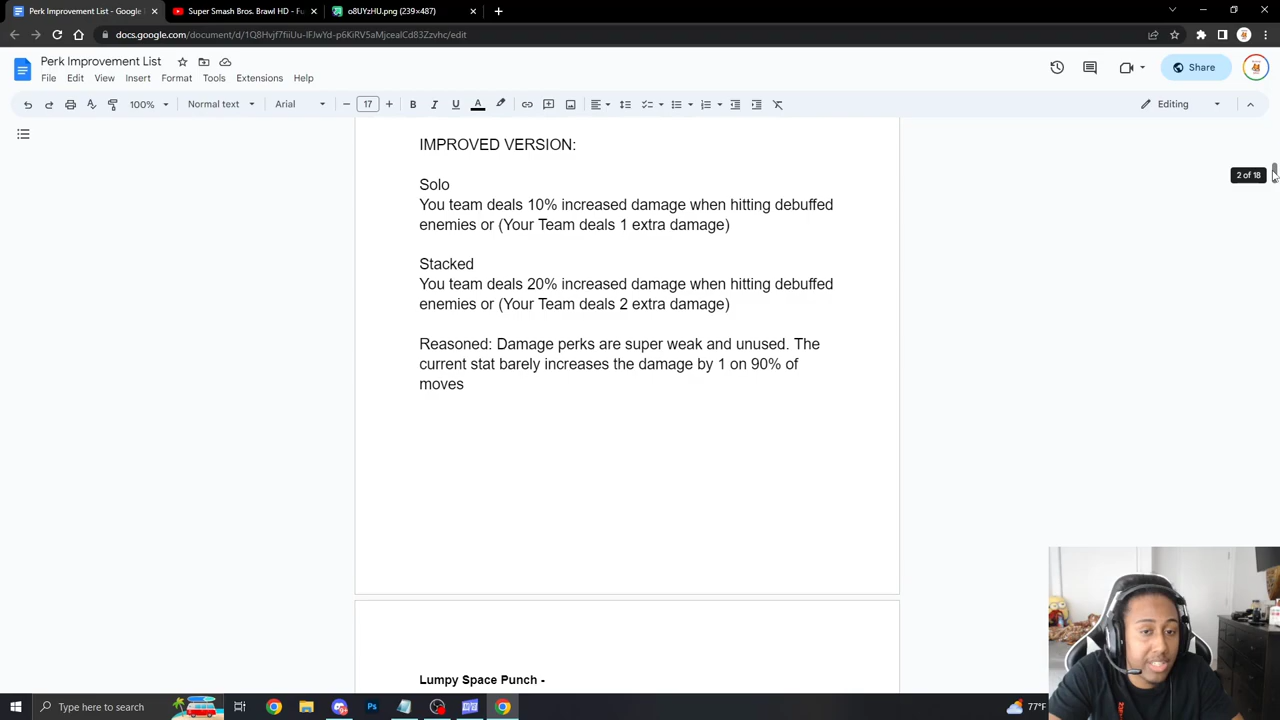 Perk Improvement List - Google
Super Smash Bros. Brawl HD - Fu
o8UYzHU.png (239×487)
docs.google.com/document/d/1Q8Hvjf7fiiUu-IFJwYd-p6KiRV5aMjcealCd83Zzvhc/edit
Perk Improvement List
File Edit View Insert Format Tools Extensions Help
Share
100% Normal text Arial 17 Editing
2 of 18
IMPROVED VERSION:
Solo
You team deals 10% increased damage when hitting debuffed
enemies or (Your Team deals 1 extra damage)
Stacked
You team deals 20% increased damage when hitting debuffed
enemies or (Your Team deals 2 extra damage)
Reasoned: Damage perks are super weak and unused. The
current stat barely increases the damage by 1 on 90% of
moves
Lumpy Space Punch -
Type here to search
77°F